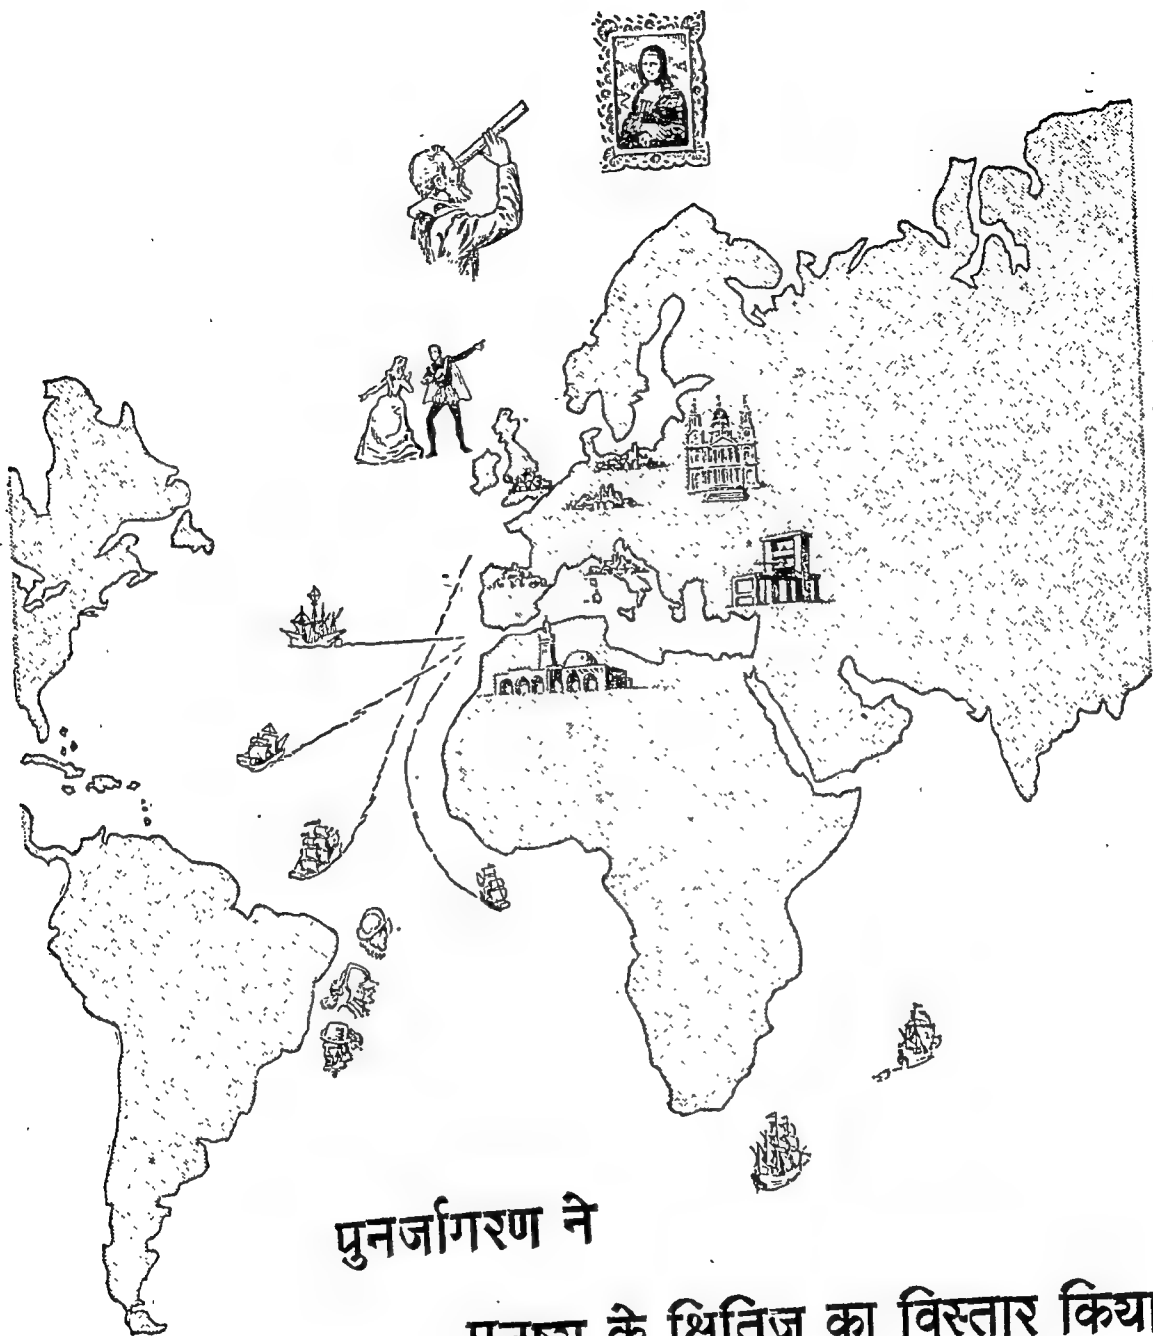 पुनर्जागरण ने
मनुष्य के क्षितिज का विस्तार किया